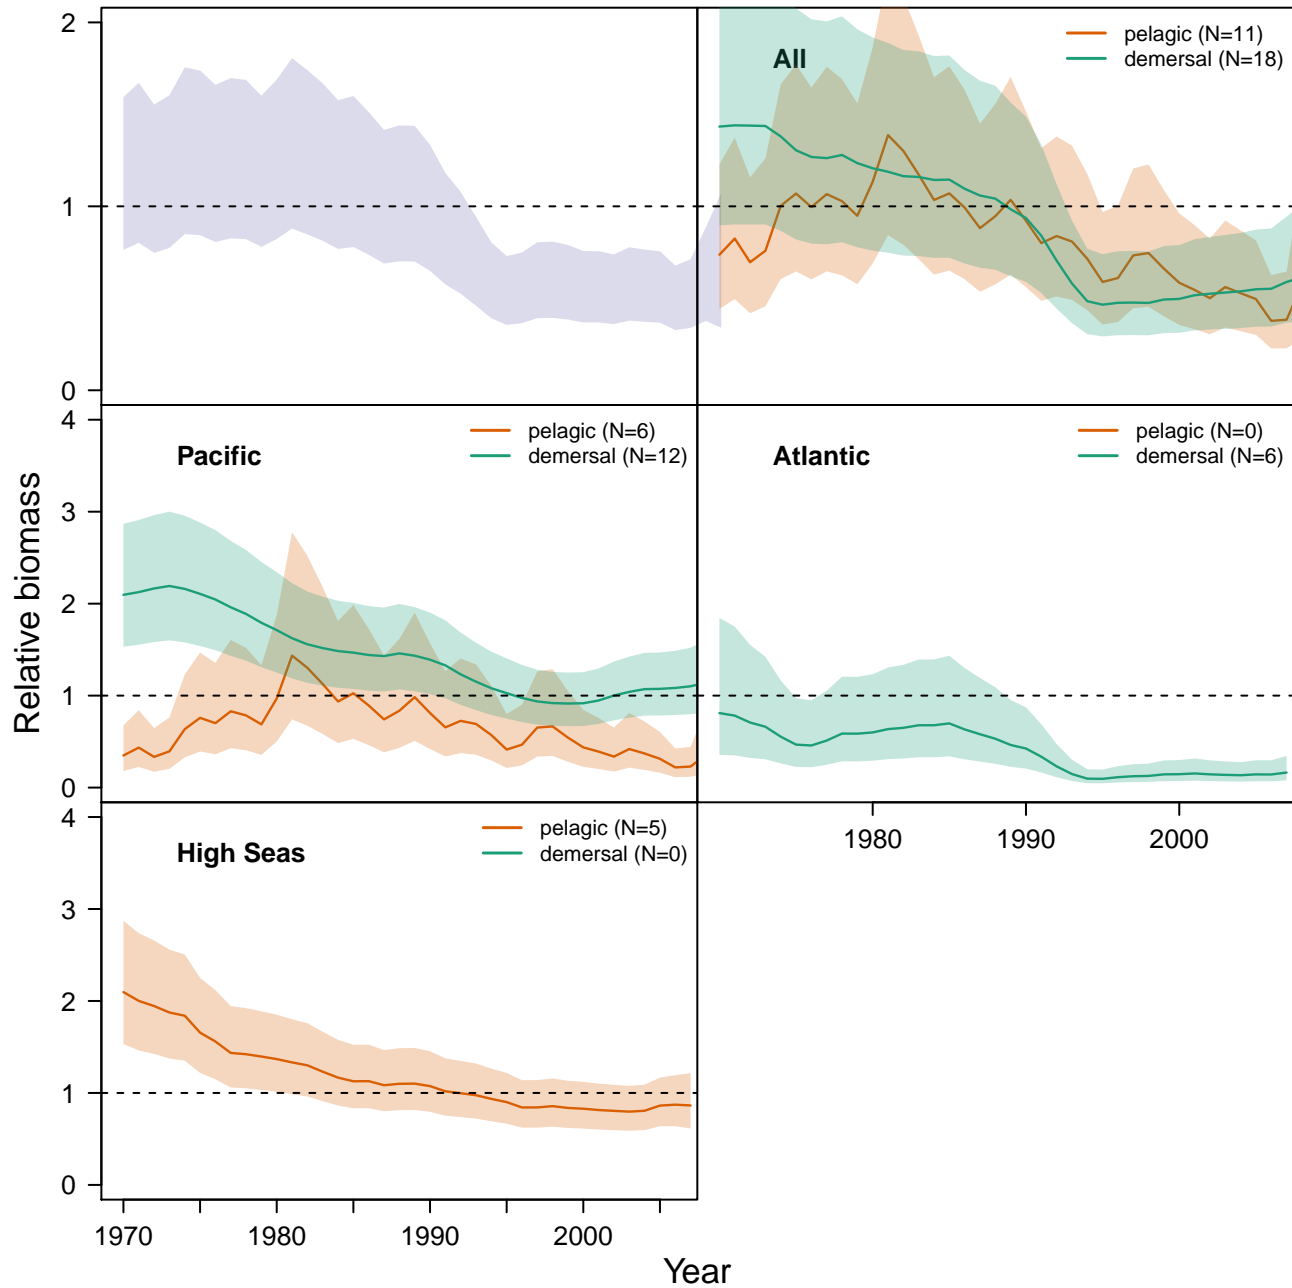 2
1
0
All
pelagic (N=11)
demersal (N=18)
4
3
2
1
0
Pacific
pelagic (N=6)
demersal (N=12)
Atlantic
pelagic (N=0)
demersal (N=6)
1980 1990 2000
4
3
2
1
0
High Seas
pelagic (N=5)
demersal (N=0)
1970 1980 1990 2000
Relative biomass
Year